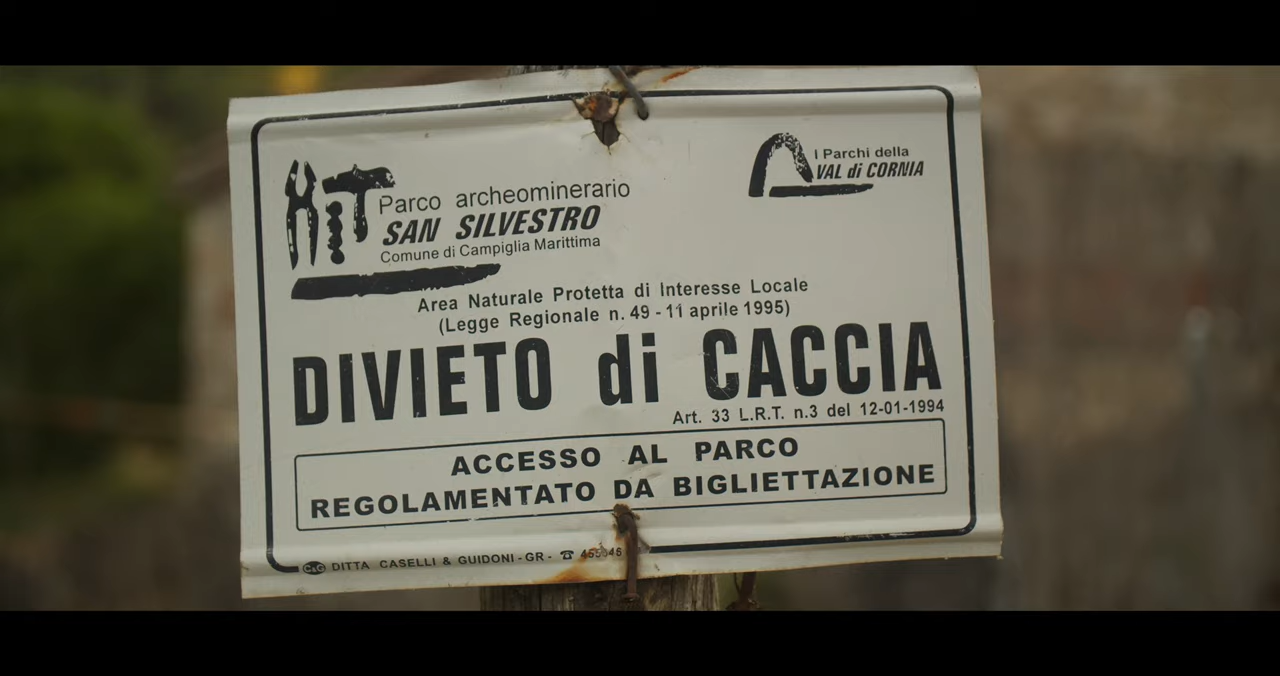 Parco archeominerario
SAN SILVESTRO
Comune di Campiglia Marittima
I Parchi della
VAL di CORNIA
Area Naturale Protetta di Interesse Locale
(Legge Regionale n. 49 - 11 aprile 1995)
DIVIETO di CACCIA
Art. 33 L.R.T. n.3 del 12-01-1994
ACCESSO AL PARCO
REGOLAMENTATO DA BIGLIETTAZIONE
C&G DITTA CASELLI & GUIDONI - GR - ☎